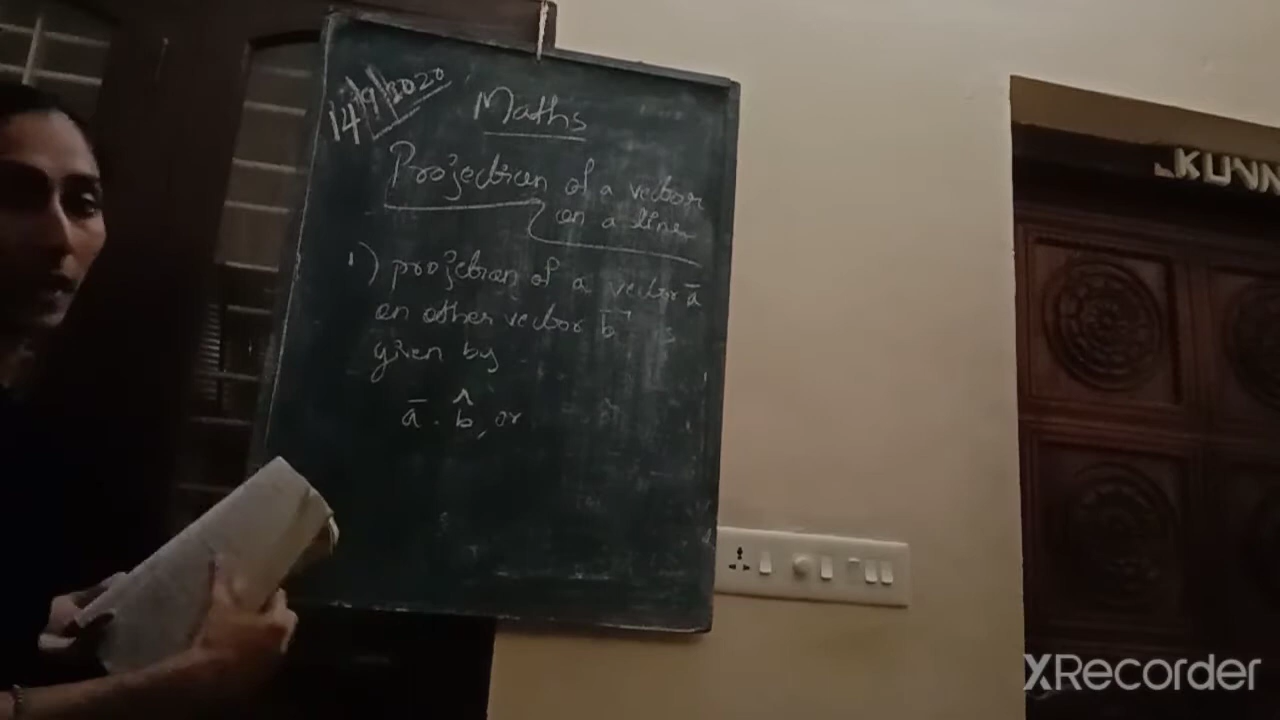 14/9/2020
Maths
Projection of a vector
on a line
1) projection of a vector a̅
on other vector b̅ is
given by
a̅ . b̂, or
KUNN
XRecorder